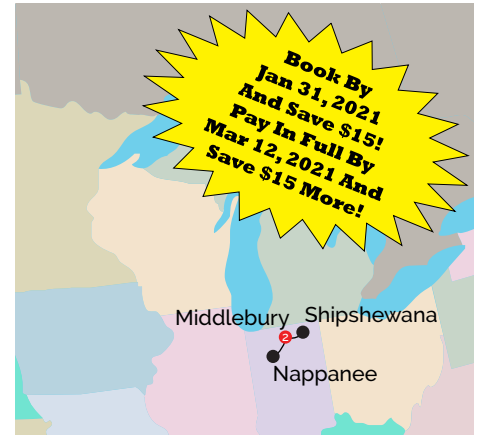 Book By
Jan 31, 2021
And Save $15!
Pay In Full By
Mar 12, 2021 And
Save $15 More!
Middlebury
Shipshewana
2
Nappanee